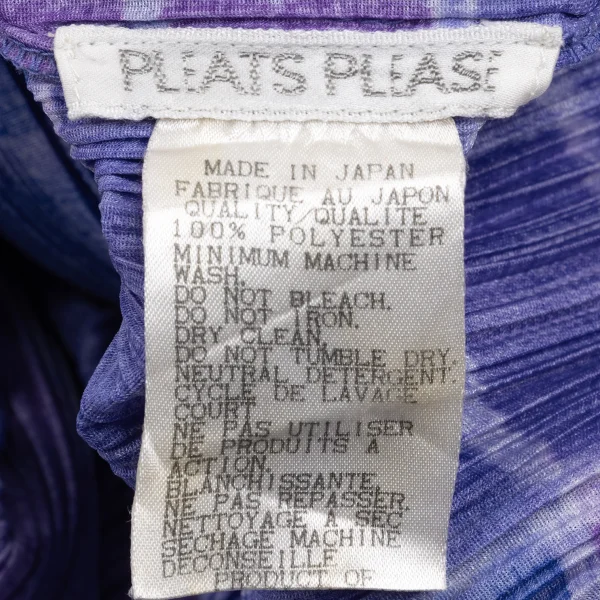 PLEATS PLEASE
MADE IN JAPAN
FABRIQUE AU JAPON
QUALITY/QUALITE
100% POLYESTER
MINIMUM MACHINE
WASH.
DO NOT BLEACH.
DO NOT IRON.
DRY CLEAN.
DO NOT TUMBLE DRY.
NEUTRAL DETERGENT.
CYCLE DE LAVAGE
COURT
NE PAS UTILISER
DE PRODUITS A
ACTION.
BLANCHISSANTE.
NE PAS REPASSER.
NETTOYAGE A SEC
SECHAGE MACHINE
DECONSEILLE
PRODUCT OF